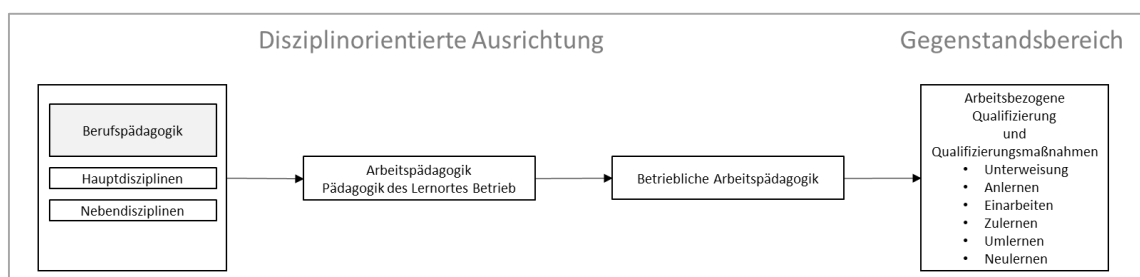 Disziplinorientierte Ausrichtung
Gegenstandsbereich
Berufspädagogik
Hauptdisziplinen
Nebendisziplinen
Arbeitspädagogik
Pädagogik des Lernortes Betrieb
Betriebliche Arbeitspädagogik
Arbeitsbezogene
Qualifizierung
und
Qualifizierungsmaßnahmen
• Unterweisung
• Anlernen
• Einarbeiten
• Zulernen
• Umlernen
• Neulernen